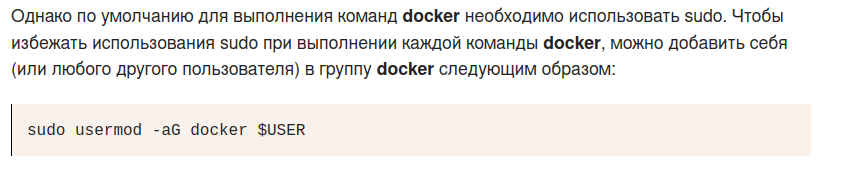 Однако по умолчанию для выполнения команд docker необходимо использовать sudo. Чтобы
избежать использования sudo при выполнении каждой команды docker, можно добавить себя
(или любого другого пользователя) в группу docker следующим образом:
sudo usermod -aG docker $USER